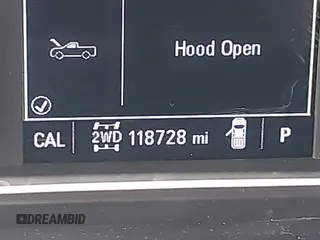 Hood Open
CAL 2WD 118728 mi P
DREAMBID